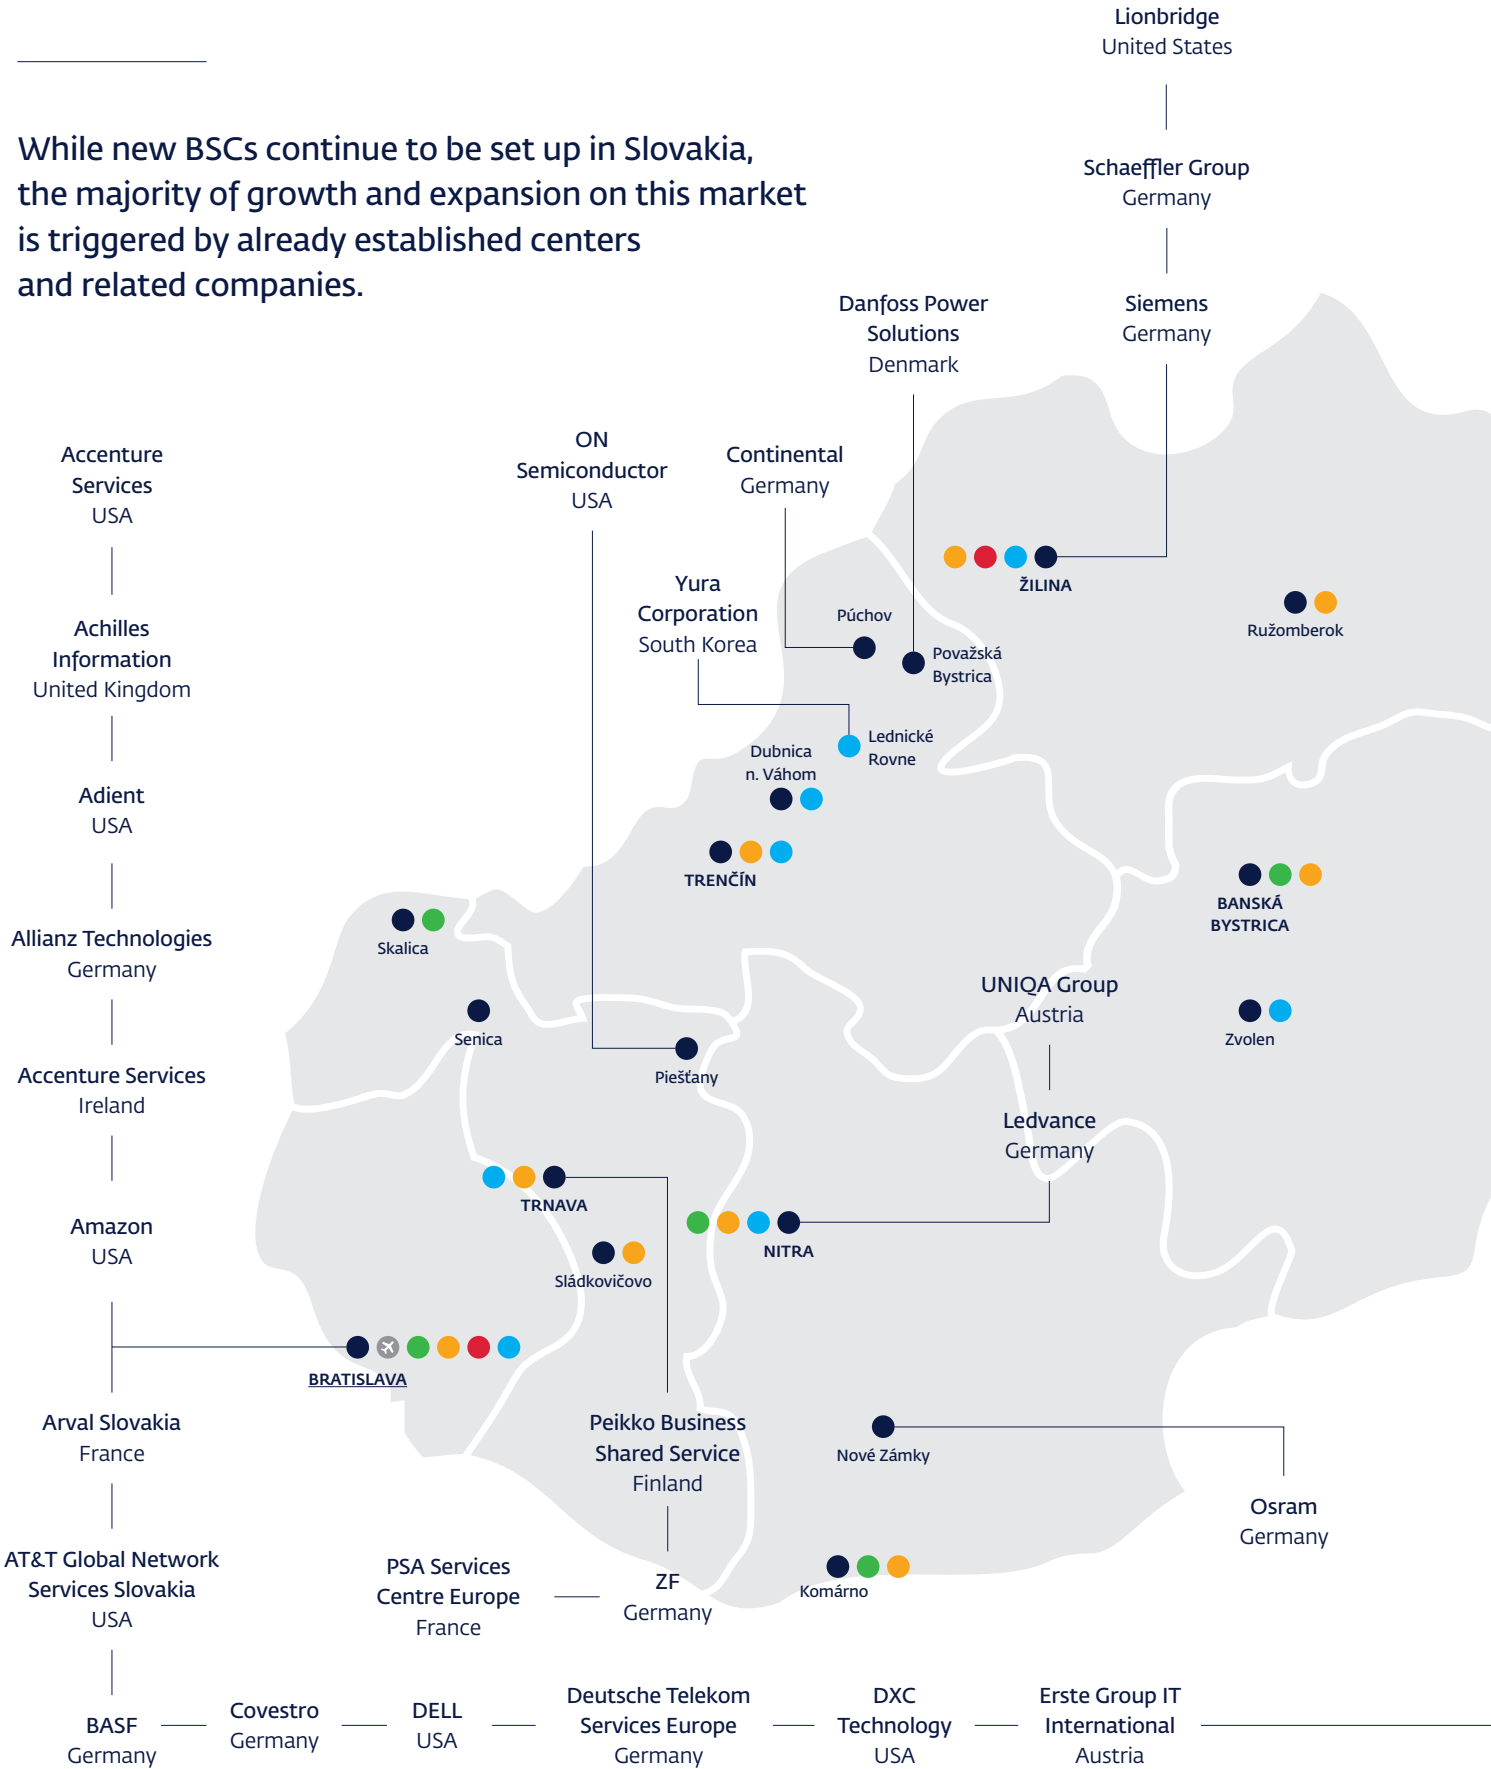 While new BSCs continue to be set up in Slovakia,
the majority of growth and expansion on this market
is triggered by already established centers
and related companies.
Lionbridge
United States
Schaeffler Group
Germany
Siemens
Germany
Danfoss Power
Solutions
Denmark
Continental
Germany
ON
Semiconductor
USA
Yura
Corporation
South Korea
Accenture
Services
USA
Achilles
Information
United Kingdom
Adient
USA
Allianz Technologies
Germany
Accenture Services
Ireland
Amazon
USA
Arval Slovakia
France
AT&T Global Network
Services Slovakia
USA
BASF
Germany
Covestro
Germany
DELL
USA
Deutsche Telekom
Services Europe
Germany
DXC
Technology
USA
Erste Group IT
International
Austria
ŽILINA
Ružomberok
Púchov
Považská
Bystrica
Lednické
Rovne
Dubnica
n. Váhom
TRENČÍN
BANSKÁ
BYSTRICA
Skalica
Senica
Piešťany
Zvolen
UNIQA Group
Austria
Ledvance
Germany
TRNAVA
NITRA
Sládkovičovo
BRATISLAVA
Peikko Business
Shared Service
Finland
ZF
Germany
PSA Services
Centre Europe
France
Nové Zámky
Osram
Germany
Komárno